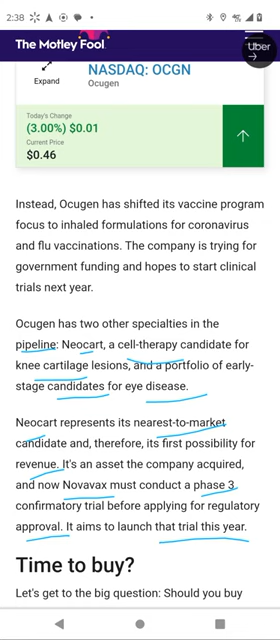 2:38
4G
The Motley Fool
Uber
→
Expand
NASDAQ: OCGN
Ocugen
Today's Change
(3.00%) $0.01
Current Price
$0.46
Instead, Ocugen has shifted its vaccine program
focus to inhaled formulations for coronavirus
and flu vaccinations. The company is trying for
government funding and hopes to start clinical
trials next year.
Ocugen has two other specialties in the
pipeline: Neocart, a cell-therapy candidate for
knee cartilage lesions, and a portfolio of early-
stage candidates for eye disease.
Neocart represents its nearest-to-market
candidate and, therefore, its first possibility for
revenue. It's an asset the company acquired,
and now Novavax must conduct a phase 3
confirmatory trial before applying for regulatory
approval. It aims to launch that trial this year.
Time to buy?
Let's get to the big question: Should you buy